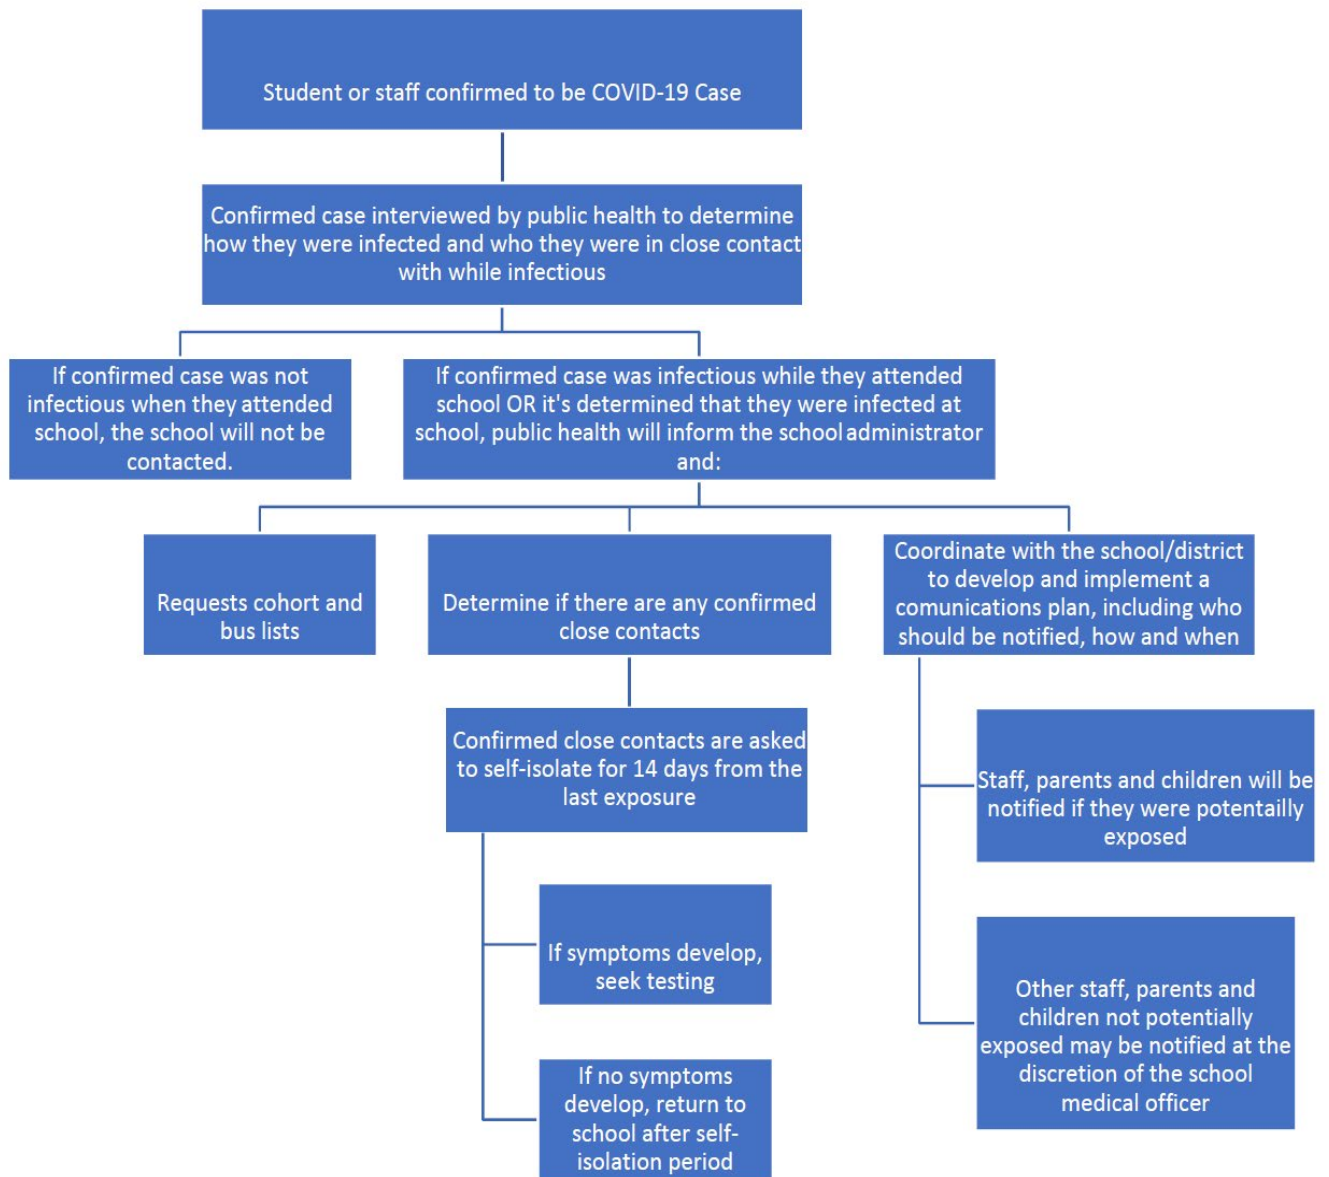 Student or staff confirmed to be COVID-19 Case
Confirmed case interviewed by public health to determine
how they were infected and who they were in close contact
with while infectious
If confirmed case was not
infectious when they attended
school, the school will not be
contacted.
If confirmed case was infectious while they attended
school OR it's determined that they were infected at
school, public health will inform the school administrator
and:
Requests cohort and
bus lists
Determine if there are any confirmed
close contacts
Coordinate with the school/district
to develop and implement a
comunications plan, including who
should be notified, how and when
Confirmed close contacts are asked
to self-isolate for 14 days from the
last exposure
Staff, parents and children will be
notified if they were potentailly
exposed
If symptoms develop,
seek testing
Other staff, parents and
children not potentially
exposed may be notified at the
discretion of the school
medical officer
If no symptoms
develop, return to
school after self-
isolation period